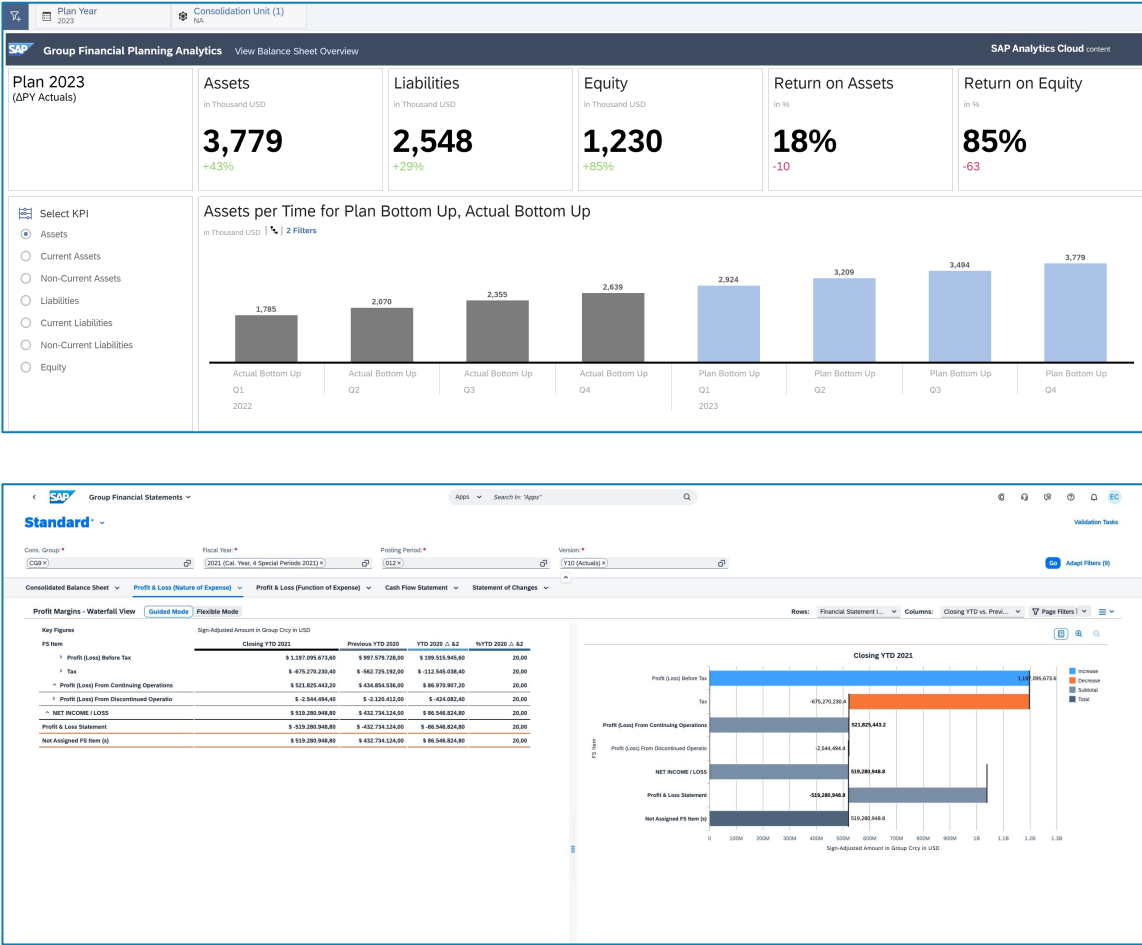 Plan Year
2023
Consolidation Unit (1)
NA
SAP Group Financial Planning Analytics View Balance Sheet Overview SAP Analytics Cloud content
Plan 2023
(ΔPY Actuals)
Assets
in Thousand USD
3,779
+43%
Liabilities
in Thousand USD
2,548
+29%
Equity
in Thousand USD
1,230
+85%
Return on Assets
in %
18%
-10
Return on Equity
in %
85%
-63
Select KPI
Assets
Current Assets
Non-Current Assets
Liabilities
Current Liabilities
Non-Current Liabilities
Equity
Assets per Time for Plan Bottom Up, Actual Bottom Up
in Thousand USD 2 Filters
1,785 2,070 2,355 2,639 2,924 3,209 3,494 3,779
Actual Bottom Up Actual Bottom Up Actual Bottom Up Actual Bottom Up Plan Bottom Up Plan Bottom Up Plan Bottom Up Plan Bottom Up
Q1 Q2 Q3 Q4 Q1 Q2 Q3 Q4
2022 2023
SAP Group Financial Statements Apps Search In: "Apps" EC
Standard* Validation Tasks
Cons. Group:* Fiscal Year:* Posting Period:* Version:*
CG9 2021 (Cal. Year, 4 Special Periods 2021) 012 Y10 (Actuals) Go Adapt Filters (9)
Consolidated Balance Sheet Profit & Loss (Nature of Expense) Profit & Loss (Function of Expense) Cash Flow Statement Statement of Changes
Profit Margins - Waterfall View Guided Mode Flexible Mode Rows: Financial Statement I... Columns: Closing YTD vs. Previ... Page Filters
Key Figures Sign-Adjusted Amount in Group Crcy in USD
FS Item Closing YTD 2021 Previous YTD 2020 YTD 2020 △ &2 %YTD 2020 △ &2
Profit (Loss) Before Tax $ 1.197.095.673,60 $ 997.579.728,00 $ 199.515.945,60 20,00
Tax $ -675.270.230,40 $ -562.725.192,00 $ -112.545.038,40 20,00
Profit (Loss) From Continuing Operations $ 521.825.443,20 $ 434.854.536,00 $ 86.970.907,20 20,00
Profit (Loss) From Discontinued Operatio $ -2.544.494,40 $ -2.120.412,00 $ -424.082,40 20,00
NET INCOME / LOSS $ 519.280.948,80 $ 432.734.124,00 $ 86.546.824,80 20,00
Profit & Loss Statement $ -519.280.948,80 $ -432.734.124,00 $ -86.546.824,80 20,00
Not Assigned FS Item (s) $ 519.280.948,80 $ 432.734.124,00 $ 86.546.824,80 20,00
Closing YTD 2021
Profit (Loss) Before Tax 1,197,095,673.6
Tax -675,270,230.4
Profit (Loss) From Continuing Operations 521,825,443.2
Profit (Loss) From Discontinued Operatio -2,544,494.4
NET INCOME / LOSS 519,280,948.8
Profit & Loss Statement -519,280,948.8
Not Assigned FS Item (s) 519,280,948.8
FS Item
0 100M 200M 300M 400M 500M 600M 700M 800M 900M 1B 1.1B 1.2B 1.3B
Sign-Adjusted Amount in Group Crcy in USD
Increase
Decrease
Subtotal
Total